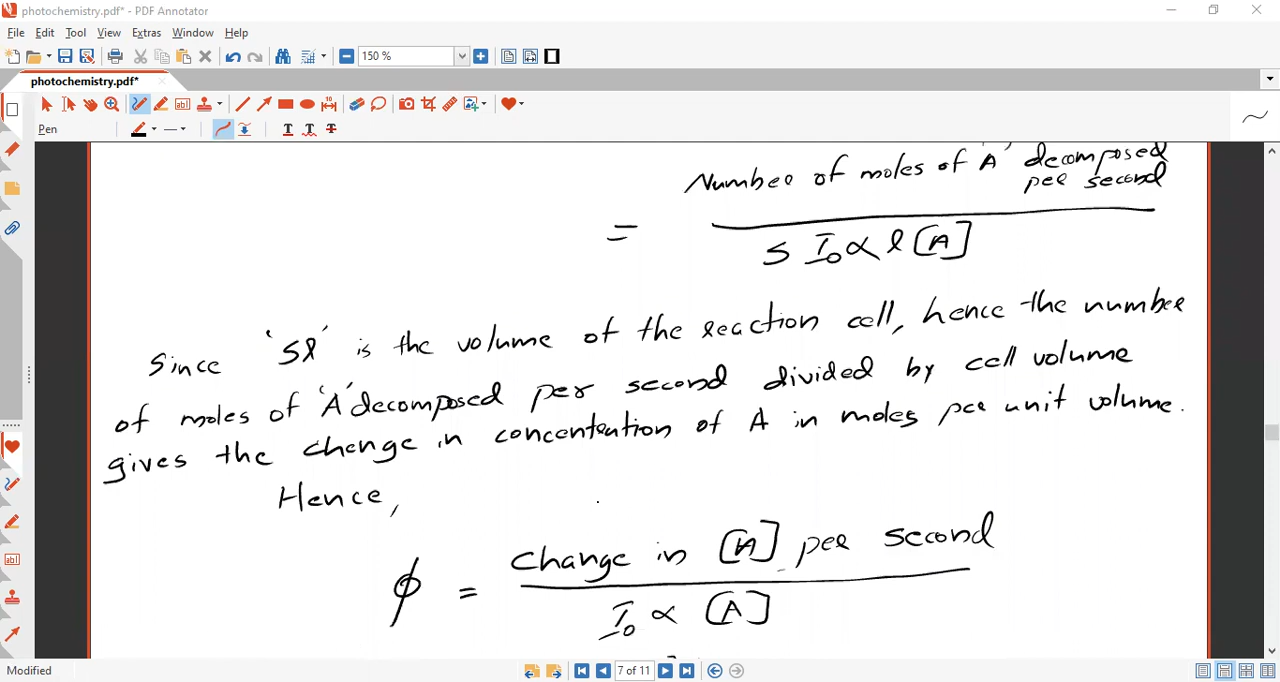 photochemistry.pdf* - PDF Annotator
File Edit Tool View Extras Window Help
150 %
photochemistry.pdf*
Pen
Number of moles of 'A' decomposed
per second
=
S I₀ ∝ l [A]
Since 'Sl' is the volume of the reaction cell, hence the number
of moles of 'A' decomposed per second divided by cell volume
gives the change in concentration of A in moles per unit volume.
Hence,
ϕ = Change in [A] per second
I₀ ∝ [A]
Modified
7 of 11